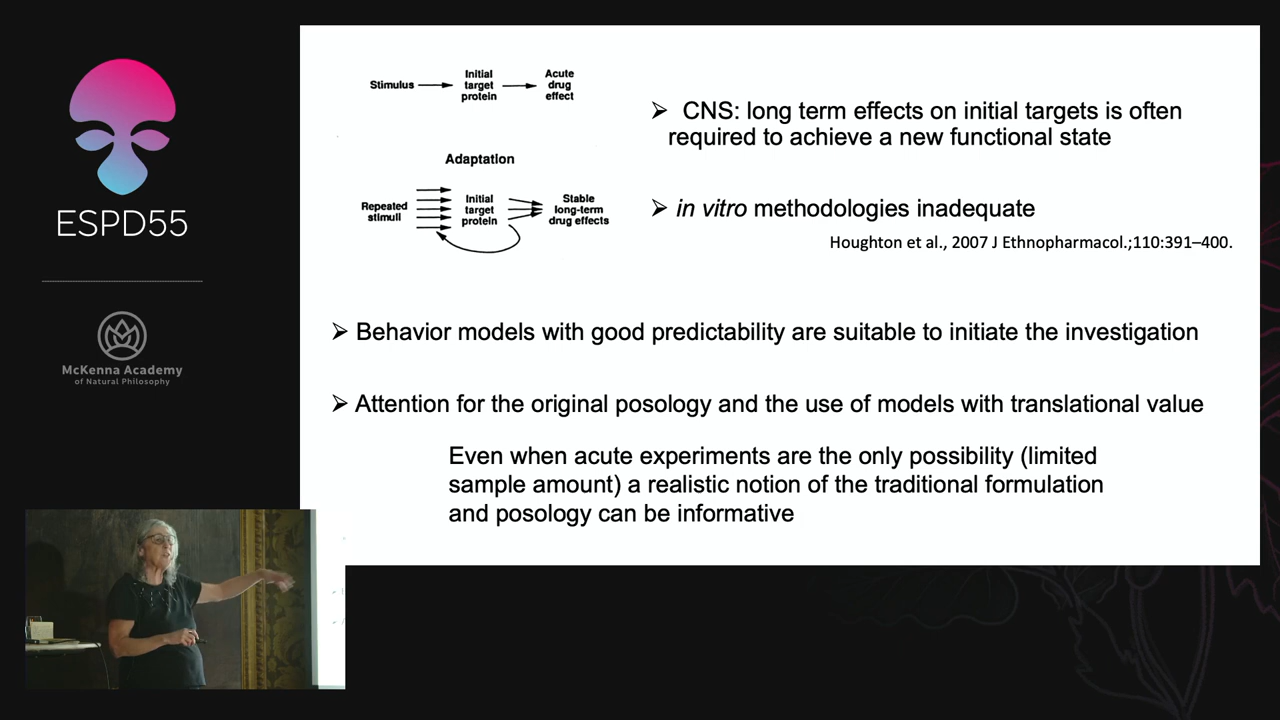 ESPD55
McKenna Academy
of Natural Philosophy
Stimulus
Initial
target
protein
Acute
drug
effect
Adaptation
Repeated
stimuli
Initial
target
protein
Stable
long-term
drug effects
➢ CNS: long term effects on initial targets is often
required to achieve a new functional state
➢ in vitro methodologies inadequate
Houghton et al., 2007 J Ethnopharmacol.;110:391–400.
➢ Behavior models with good predictability are suitable to initiate the investigation
➢ Attention for the original posology and the use of models with translational value
Even when acute experiments are the only possibility (limited
sample amount) a realistic notion of the traditional formulation
and posology can be informative